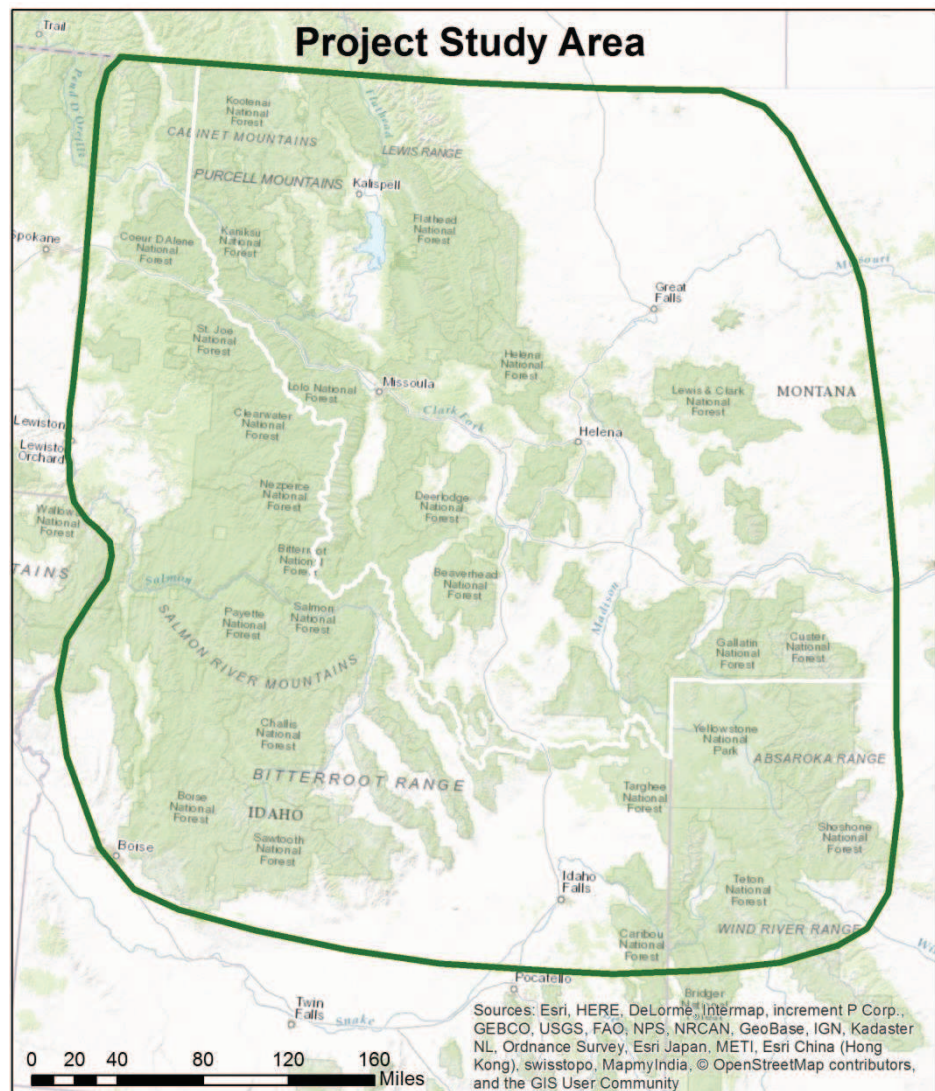 Project Study Area
Trail
Pend O Oreille
Kootenai
National
Forest
Flathead
CABINET MOUNTAINS
LEWIS RANGE
PURCELL MOUNTAINS
Kalispell
Spokane
Coeur D'Alene
National
Forest
Kaniksu
National
Forest
Flathead
National
Forest
Missouri
Great
Falls
St. Joe
National
Forest
Helena
National
Forest
Lolo National
Forest
Missoula
Lewis & Clark
National
Forest
MONTANA
Clearwater
National
Forest
Clark Fork
Helena
Lewiston
Lewisto
Orchard
Nezperce
National
Forest
Deerlodge
National
Forest
Wallow
National
Forest
TAINS
Bitterrot
National
Forest
Beaverhead
National
Forest
Salmon
Madison
Payette
National
Forest
Salmon
National
Forest
SALMON RIVER MOUNTAINS
Gallatin
National
Forest
Custer
National
Forest
Challis
National
Forest
Yellowstone
National
Park
ABSAROKA RANGE
BITTERROOT RANGE
Targhee
National
Forest
Boise
National
Forest
IDAHO
Sawtooth
National
Forest
Shoshone
National
Forest
Boise
Idaho
Falls
Teton
National
Forest
Caribou
National
Forest
WIND RIVER RANGE
Wi
Pocatello
Bridger
National
Twin
Falls
Snake
Sources: Esri, HERE, DeLorme, Intermap, increment P Corp.,
GEBCO, USGS, FAO, NPS, NRCAN, GeoBase, IGN, Kadaster
NL, Ordnance Survey, Esri Japan, METI, Esri China (Hong
Kong), swisstopo, MapmyIndia, © OpenStreetMap contributors,
and the GIS User Community
0 20 40 80 120 160
Miles